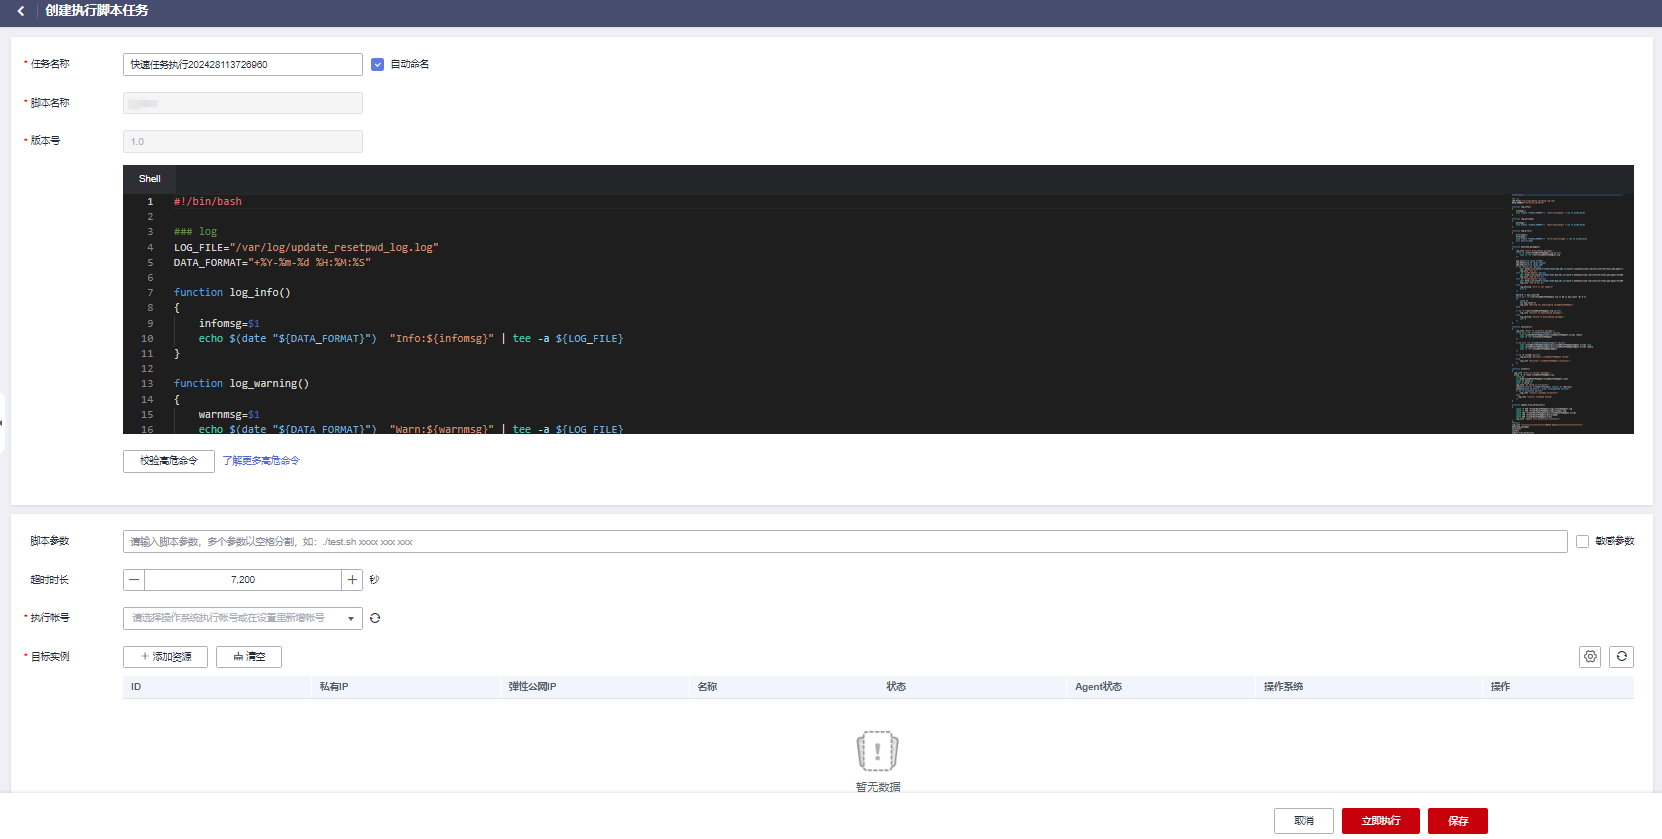 创建执行脚本任务
* 任务名称 快速任务执行202428113726960 自动命名
* 脚本名称
* 版本号 1.0
Shell
1 #!/bin/bash
2
3 ### log
4 LOG_FILE="/var/log/update_resetpwd_log.log"
5 DATA_FORMAT="+%Y-%m-%d %H:%M:%S"
6
7 function log_info()
8 {
9 infomsg=$1
10 echo $(date "${DATA_FORMAT}") "Info:${infomsg}" | tee -a ${LOG_FILE}
11 }
12
13 function log_warning()
14 {
15 warnmsg=$1
16 echo $(date "${DATA FORMAT}") "Warn:${warnmsg}" | tee -a ${LOG FILE}
校验高危命令 了解更多高危命令
脚本参数 请输入脚本参数，多个参数以空格分割，如：./test.sh xxxx xxx xxx 敏感参数
超时时长 7,200 秒
* 执行帐号 请选择操作系统执行帐号或在设置里新增帐号
* 目标实例 添加资源 清空
ID 私有IP 弹性公网IP 名称 状态 Agent状态 操作系统 操作
暂无数据
取消 立即执行 保存